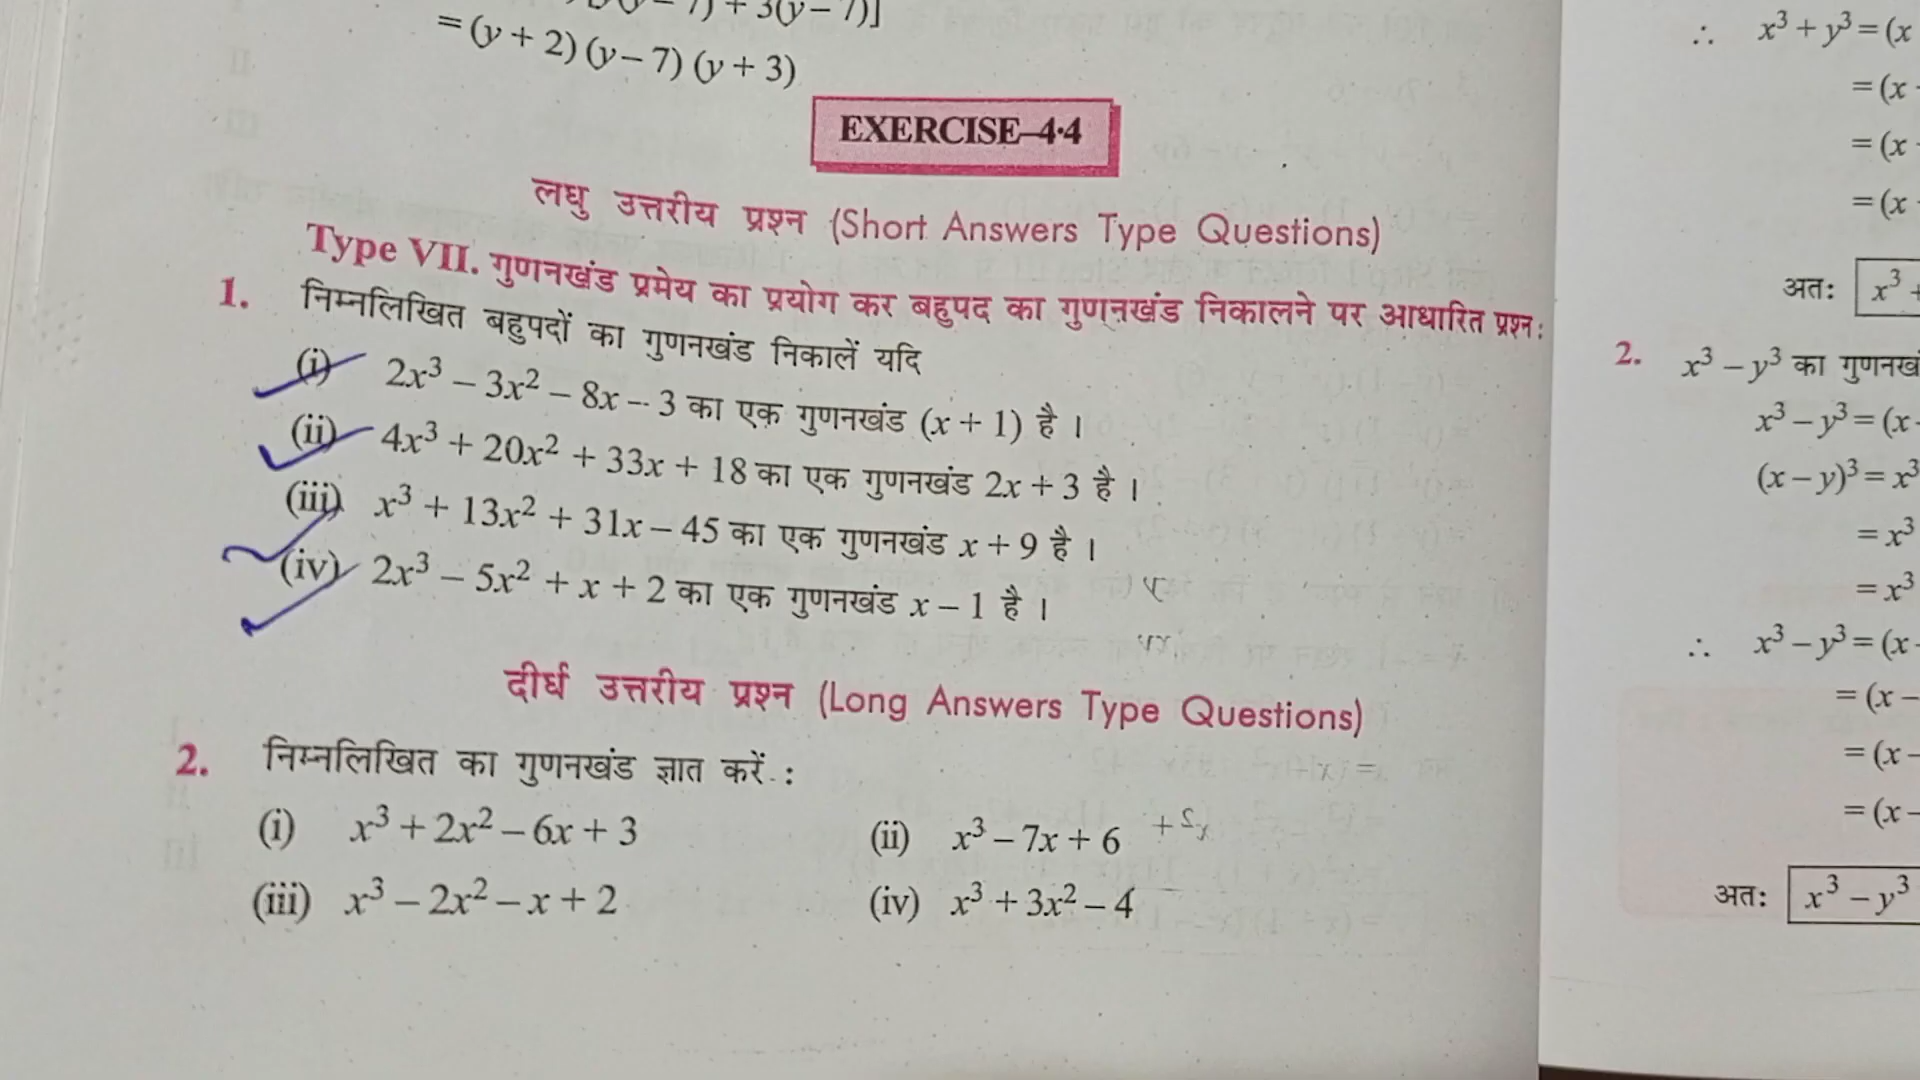 = (y + 2) (y – 7) (y + 3)
EXERCISE–4·4
लघु उत्तरीय प्रश्न (Short Answers Type Questions)
Type VII. गुणनखंड प्रमेय का प्रयोग कर बहुपद का गुणनखंड निकालने पर आधारित प्रश्न :
1. निम्नलिखित बहुपदों का गुणनखंड निकालें यदि
(i) 2x³ – 3x² – 8x – 3 का एक गुणनखंड (x + 1) है ।
(ii) 4x³ + 20x² + 33x + 18 का एक गुणनखंड 2x + 3 है ।
(iii) x³ + 13x² + 31x – 45 का एक गुणनखंड x + 9 है ।
(iv) 2x³ – 5x² + x + 2 का एक गुणनखंड x – 1 है ।
दीर्घ उत्तरीय प्रश्न (Long Answers Type Questions)
2. निम्नलिखित का गुणनखंड ज्ञात करें :
(i) x³ + 2x² – 6x + 3 (ii) x³ – 7x + 6
(iii) x³ – 2x² – x + 2 (iv) x³ + 3x² – 4
∴ x³ + y³ = (x
= (x
= (x
= (x
अतः x³ +
2. x³ – y³ का
x³ – y³ = (x
(x – y)³ = x³
= x³
= x³
∴ x³ – y³ = (x
= (x –
= (x –
= (x –
अतः x³ – y³